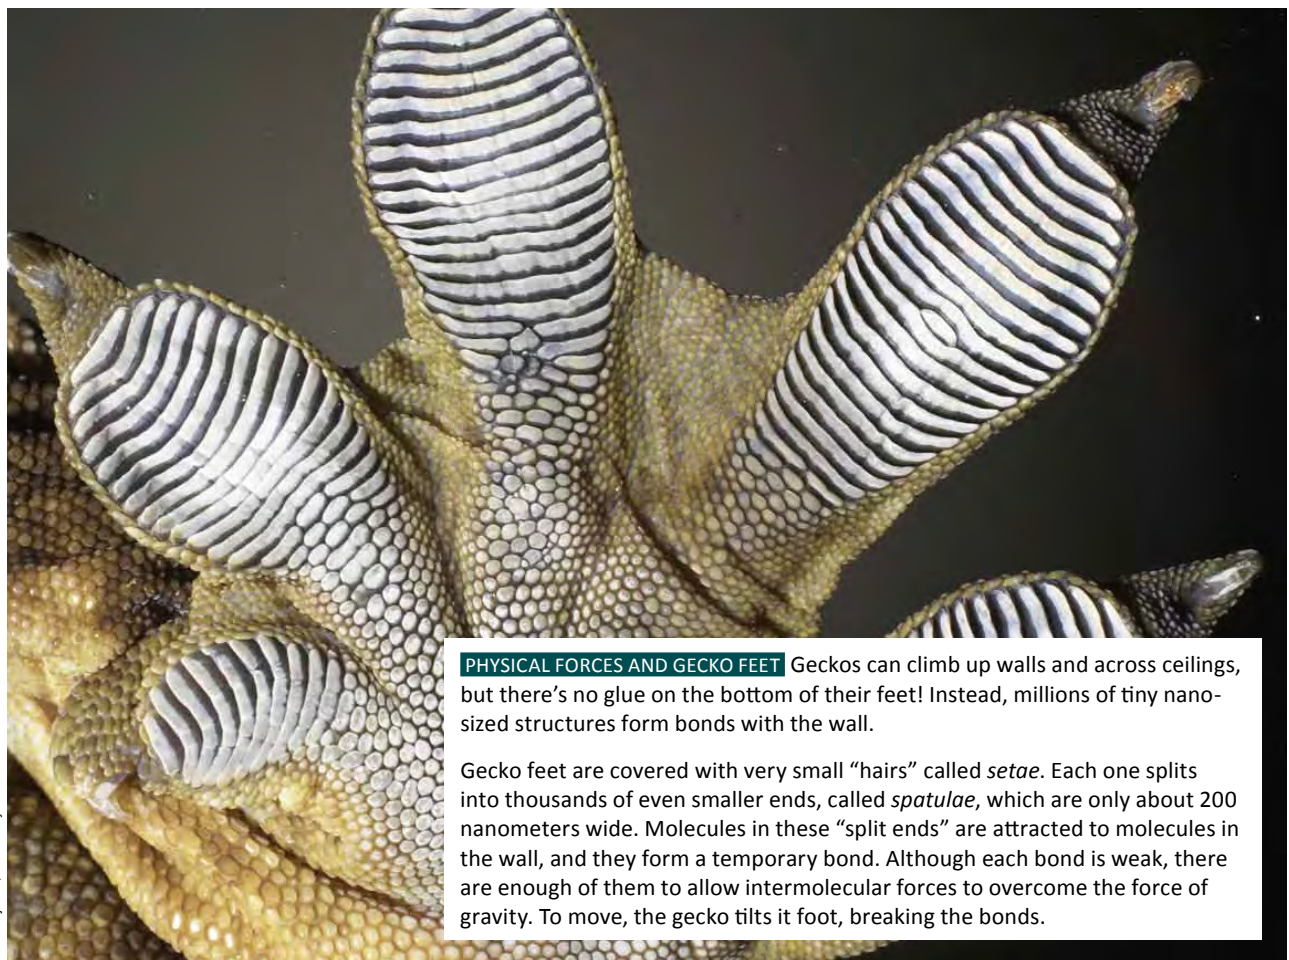 PHYSICAL FORCES AND GECKO FEET Geckos can climb up walls and across ceilings,
but there's no glue on the bottom of their feet! Instead, millions of tiny nano-
sized structures form bonds with the wall.
Gecko feet are covered with very small “hairs” called setae. Each one splits
into thousands of even smaller ends, called spatulae, which are only about 200
nanometers wide. Molecules in these “split ends” are attracted to molecules in
the wall, and they form a temporary bond. Although each bond is weak, there
are enough of them to allow intermolecular forces to overcome the force of
gravity. To move, the gecko tilts it foot, breaking the bonds.